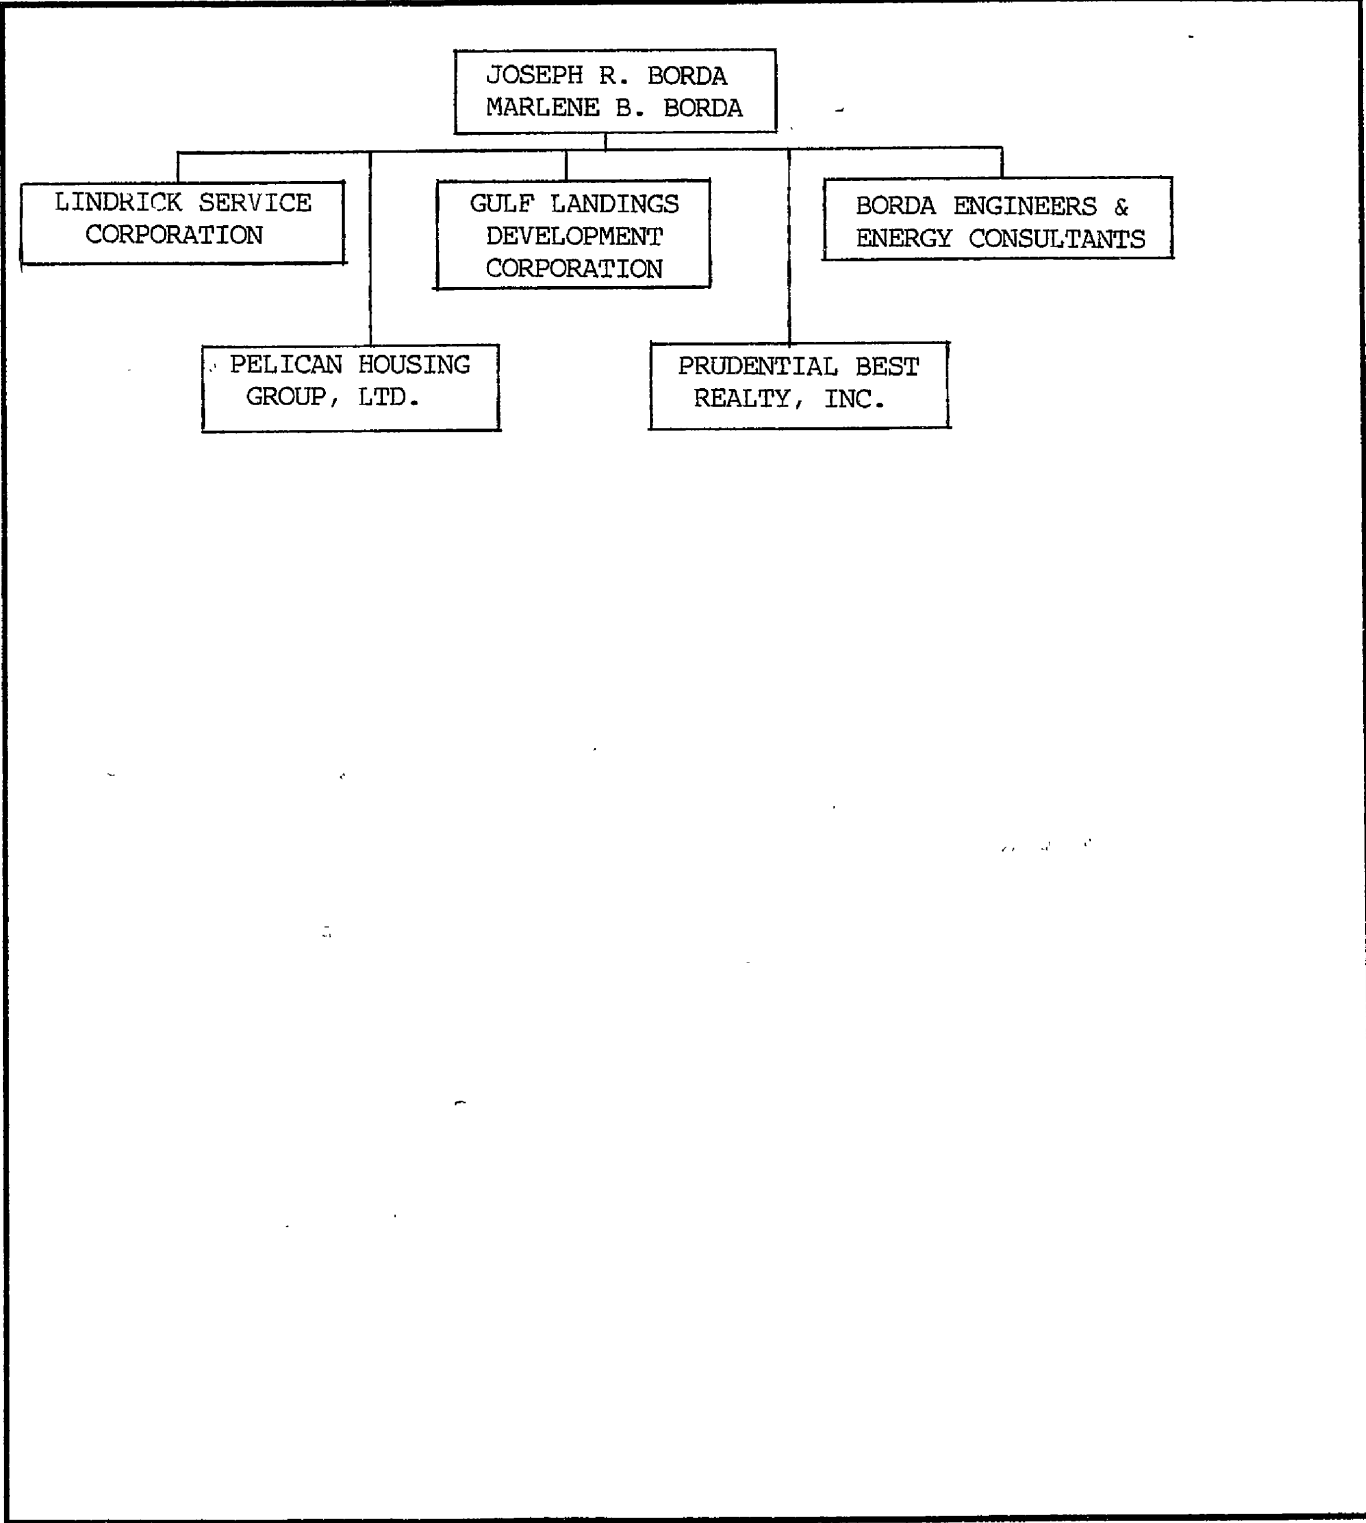 JOSEPH R. BORDA
MARLENE B. BORDA
LINDRICK SERVICE
CORPORATION
GULF LANDINGS
DEVELOPMENT
CORPORATION
BORDA ENGINEERS &
ENERGY CONSULTANTS
PELICAN HOUSING
GROUP, LTD.
PRUDENTIAL BEST
REALTY, INC.